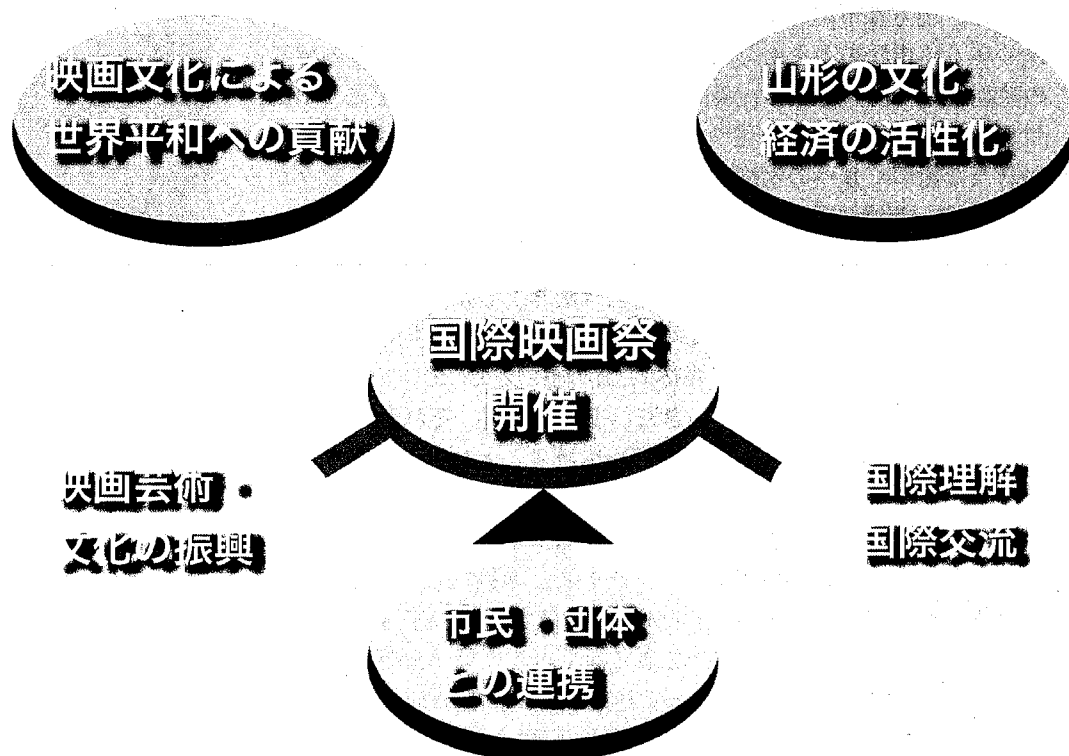 映画文化による
世界平和への貢献
山形の文化
経済の活性化
国際映画祭
開催
映画芸術・
文化の振興
国際理解
国際交流
市民・団体
との連携